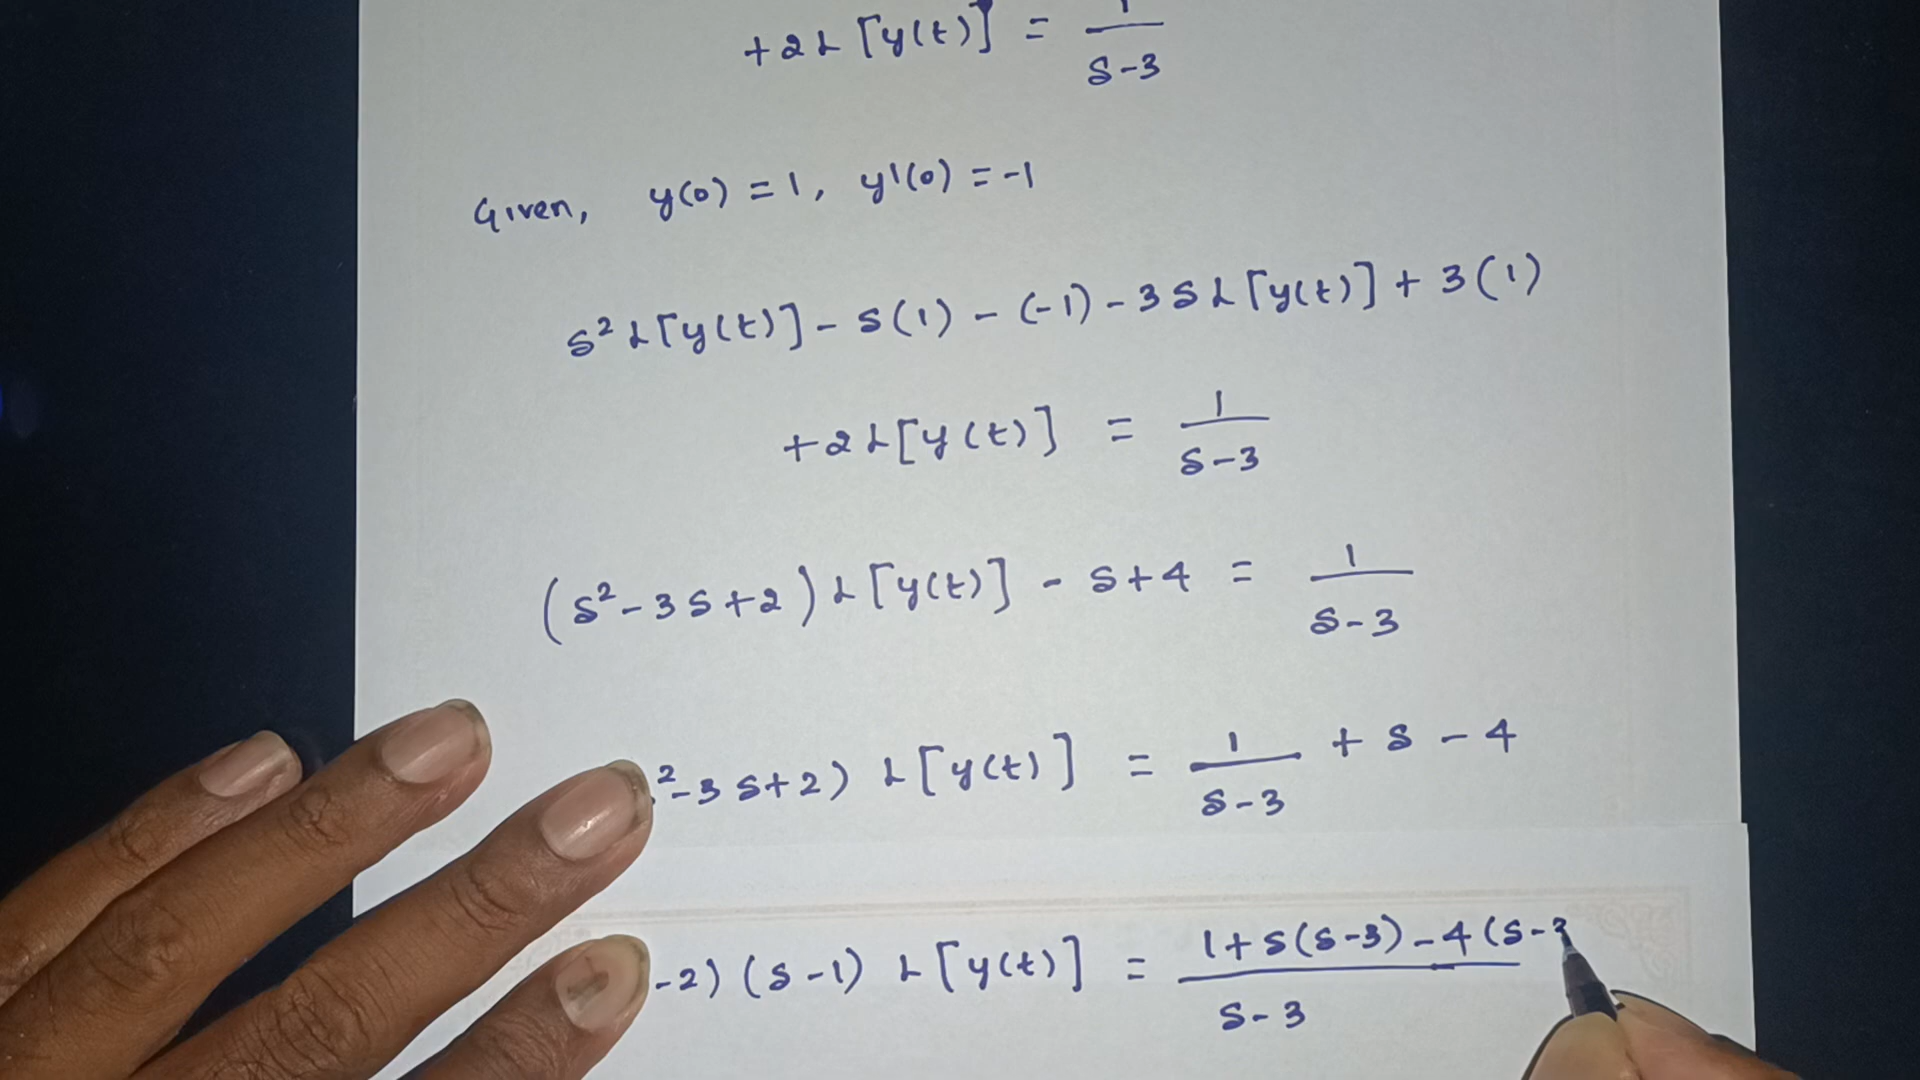 +2L[y(t)] = 1/(s-3)
Given, y(0) = 1, y'(0) = -1
s²L[y(t)] - s(1) - (-1) - 3sL[y(t)] + 3(1)
+2L[y(t)] = 1/(s-3)
(s²-3s+2)L[y(t)] - s+4 = 1/(s-3)
²-3s+2) L[y(t)] = 1/(s-3) + s - 4
-2)(s-1) L[y(t)] = 1+s(s-3)-4(s-3 / s-3